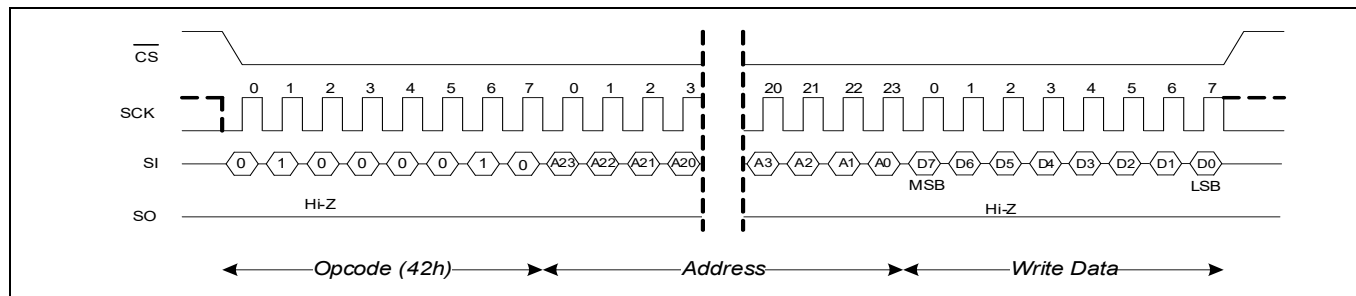 CS
0 1 2 3 4 5 6 7 0 1 2 3 20 21 22 23 0 1 2 3 4 5 6 7
SCK
SI 0 1 0 0 0 0 1 0 A23 A22 A21 A20 A3 A2 A1 A0 D7 D6 D5 D4 D3 D2 D1 D0
MSB LSB
Hi-Z Hi-Z
SO
Opcode (42h) Address Write Data